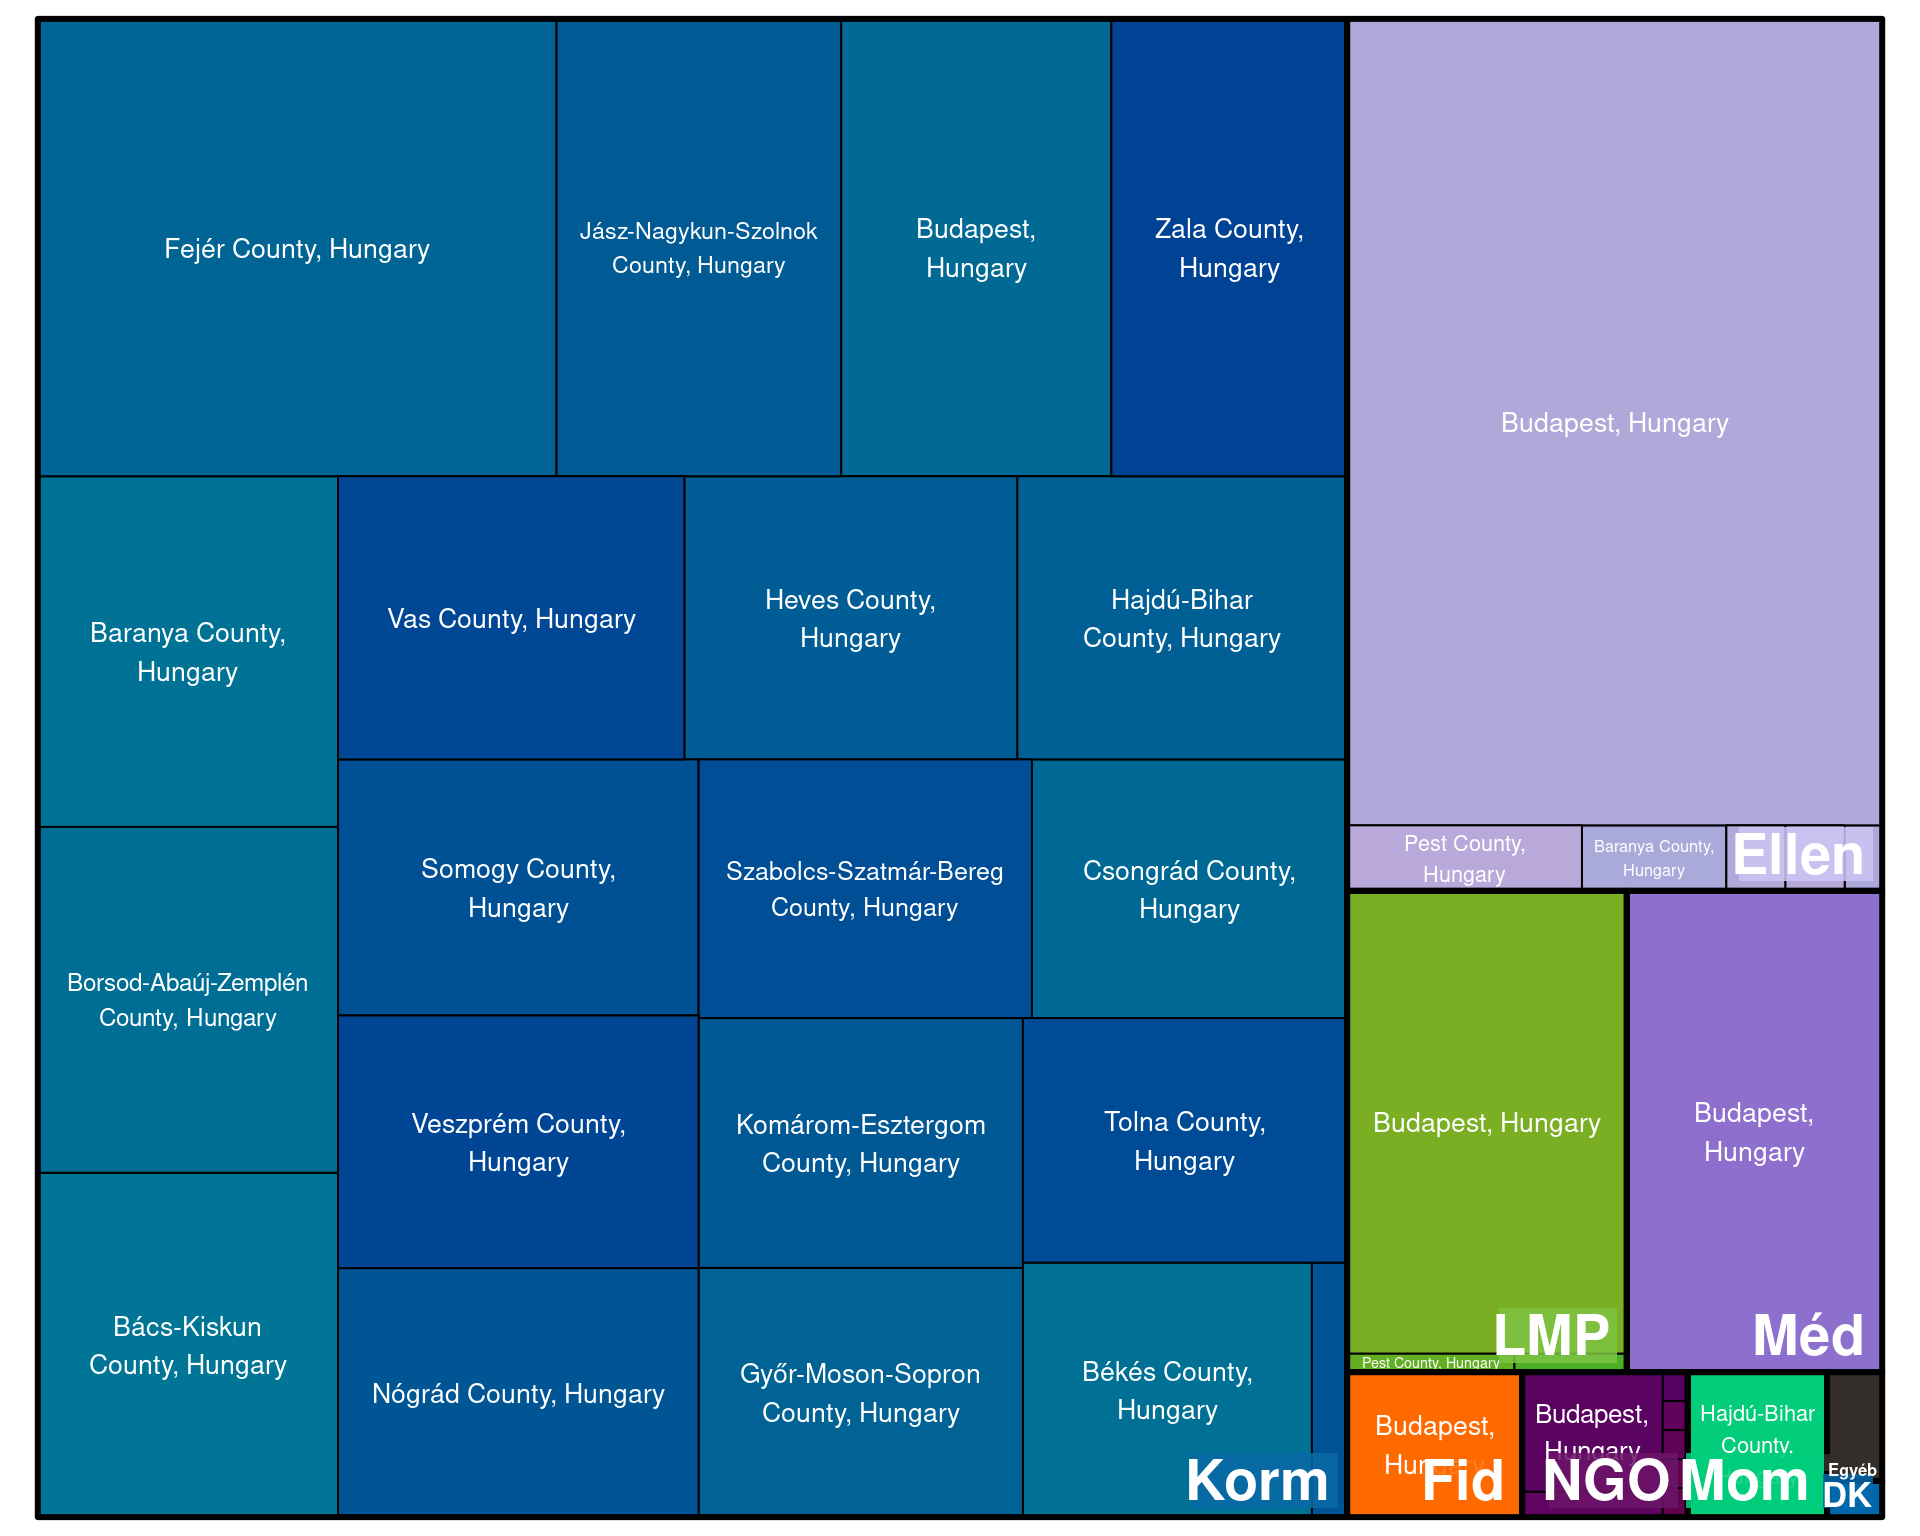 Fejér County, Hungary
Jász-Nagykun-Szolnok
County, Hungary
Budapest,
Hungary
Zala County,
Hungary
Baranya County,
Hungary
Vas County, Hungary
Heves County,
Hungary
Hajdú-Bihar
County, Hungary
Somogy County,
Hungary
Szabolcs-Szatmár-Bereg
County, Hungary
Csongrád County,
Hungary
Borsod-Abaúj-Zemplén
County, Hungary
Veszprém County,
Hungary
Komárom-Esztergom
County, Hungary
Tolna County,
Hungary
Bács-Kiskun
County, Hungary
Nógrád County, Hungary
Győr-Moson-Sopron
County, Hungary
Békés County,
Hungary
Korm
Budapest, Hungary
Pest County,
Hungary
Baranya County,
Hungary
Ellen
Budapest, Hungary
Pest County, Hungary
LMP
Budapest,
Hungary
Méd
Budapest,
Hungary
Fid
Budapest,
Hungary
NGO
Hajdú-Bihar
County,
Mom
Egyéb
DK